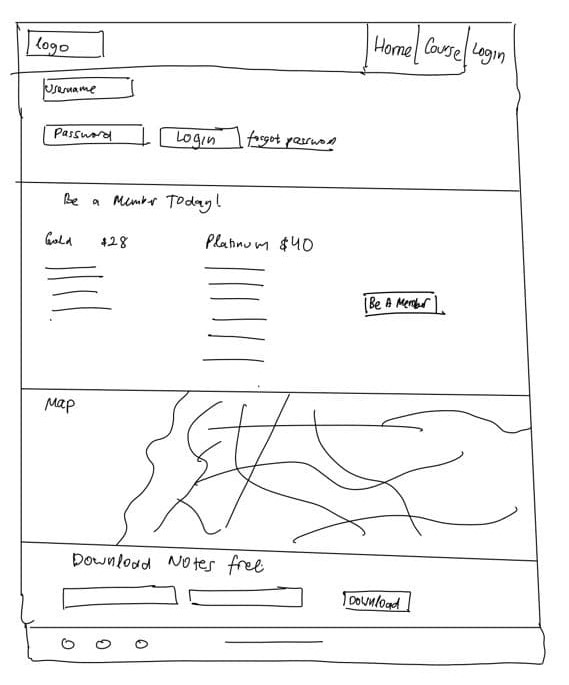 logo
Home Course Login
Username
Password Login forgot password
Be a Member Today!
Gold $28 Platinum $40
Be A Member
Map
Download Notes free
Download